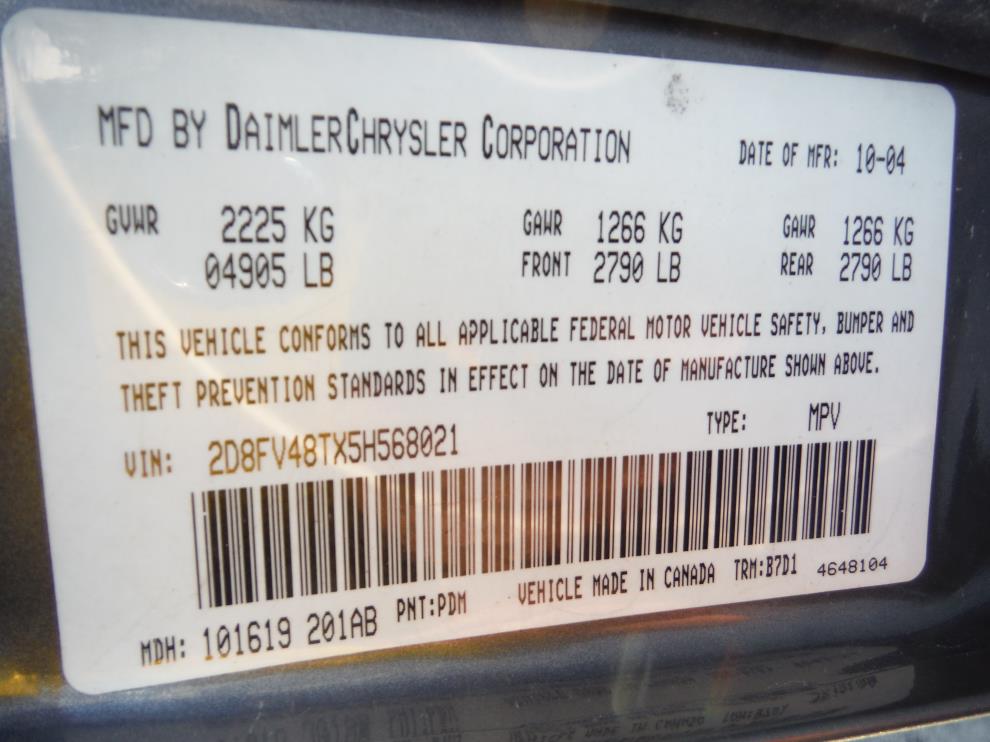 MFD BY DAIMLERCHRYSLER CORPORATION DATE OF MFR: 10-04
GVWR 2225 KG GAWR 1266 KG GAWR 1266 KG
04905 LB FRONT 2790 LB REAR 2790 LB
THIS VEHICLE CONFORMS TO ALL APPLICABLE FEDERAL MOTOR VEHICLE SAFETY, BUMPER AND
THEFT PREVENTION STANDARDS IN EFFECT ON THE DATE OF MANUFACTURE SHOWN ABOVE.
VIN: 2D8FV48TX5H568021 TYPE: MPV
MDH: 101619 201AB PNT:PDM VEHICLE MADE IN CANADA TRM:B7D1 4648104